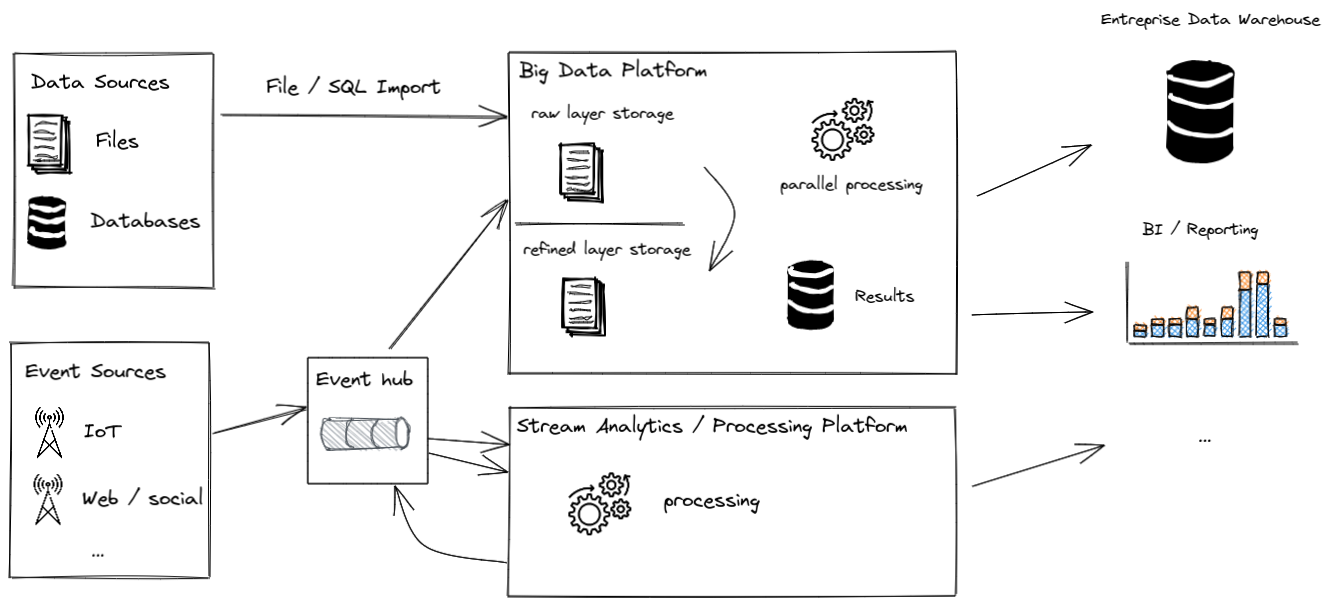 Entreprise Data Warehouse
Data Sources
Files
Databases
File / SQL Import
Big Data Platform
raw layer storage
parallel processing
refined layer storage
Results
BI / Reporting
Event Sources
IoT
Web / social
...
Event hub
Stream Analytics / Processing Platform
processing
...